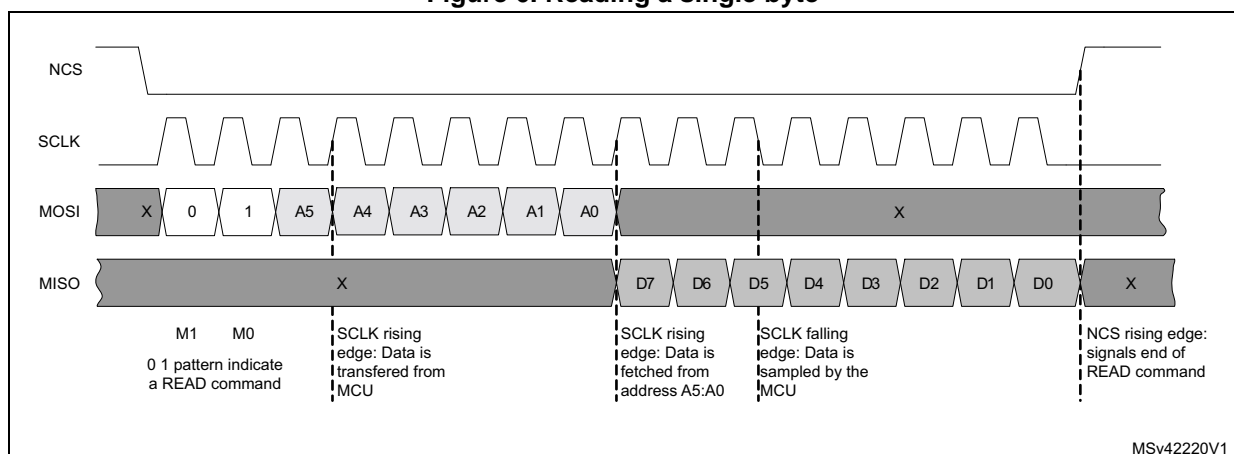 Figure 6. Reading a single byte
NCS
SCLK
MOSI
X 0 1 A5 A4 A3 A2 A1 A0 X
MISO
X D7 D6 D5 D4 D3 D2 D1 D0 X
M1 M0
0 1 pattern indicate
a READ command
SCLK rising
edge: Data is
transfered from
MCU
SCLK rising
edge: Data is
fetched from
address A5:A0
SCLK falling
edge: Data is
sampled by the
MCU
NCS rising edge:
signals end of
READ command
MSv42220V1